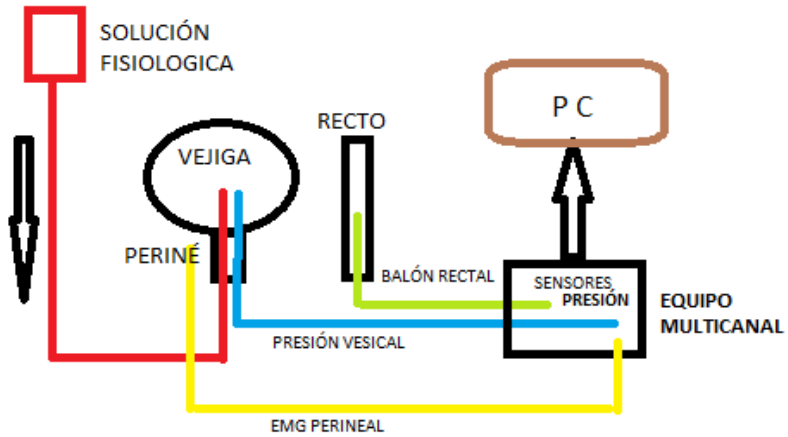 SOLUCIÓN
FISIOLOGICA
P C
RECTO
VEJIGA
PERINÉ
BALÓN RECTAL
SENSORES
PRESIÓN
EQUIPO
MULTICANAL
PRESIÓN VESICAL
EMG PERINEAL